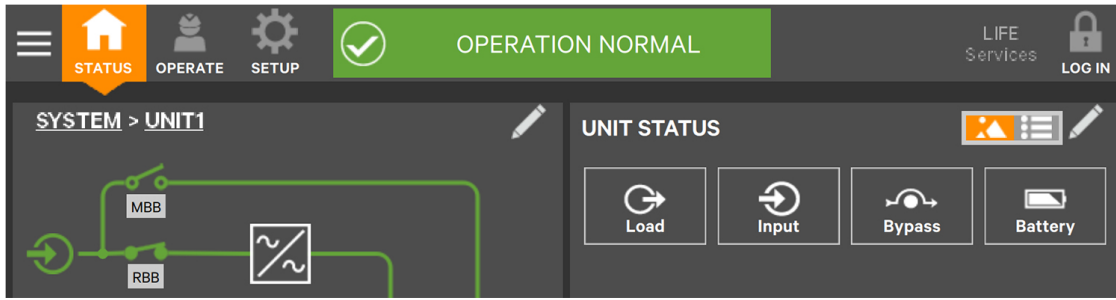 STATUS
OPERATE
SETUP
OPERATION NORMAL
LIFE
Services
LOG IN
SYSTEM > UNIT1
MBB
RBB
UNIT STATUS
Load
Input
Bypass
Battery